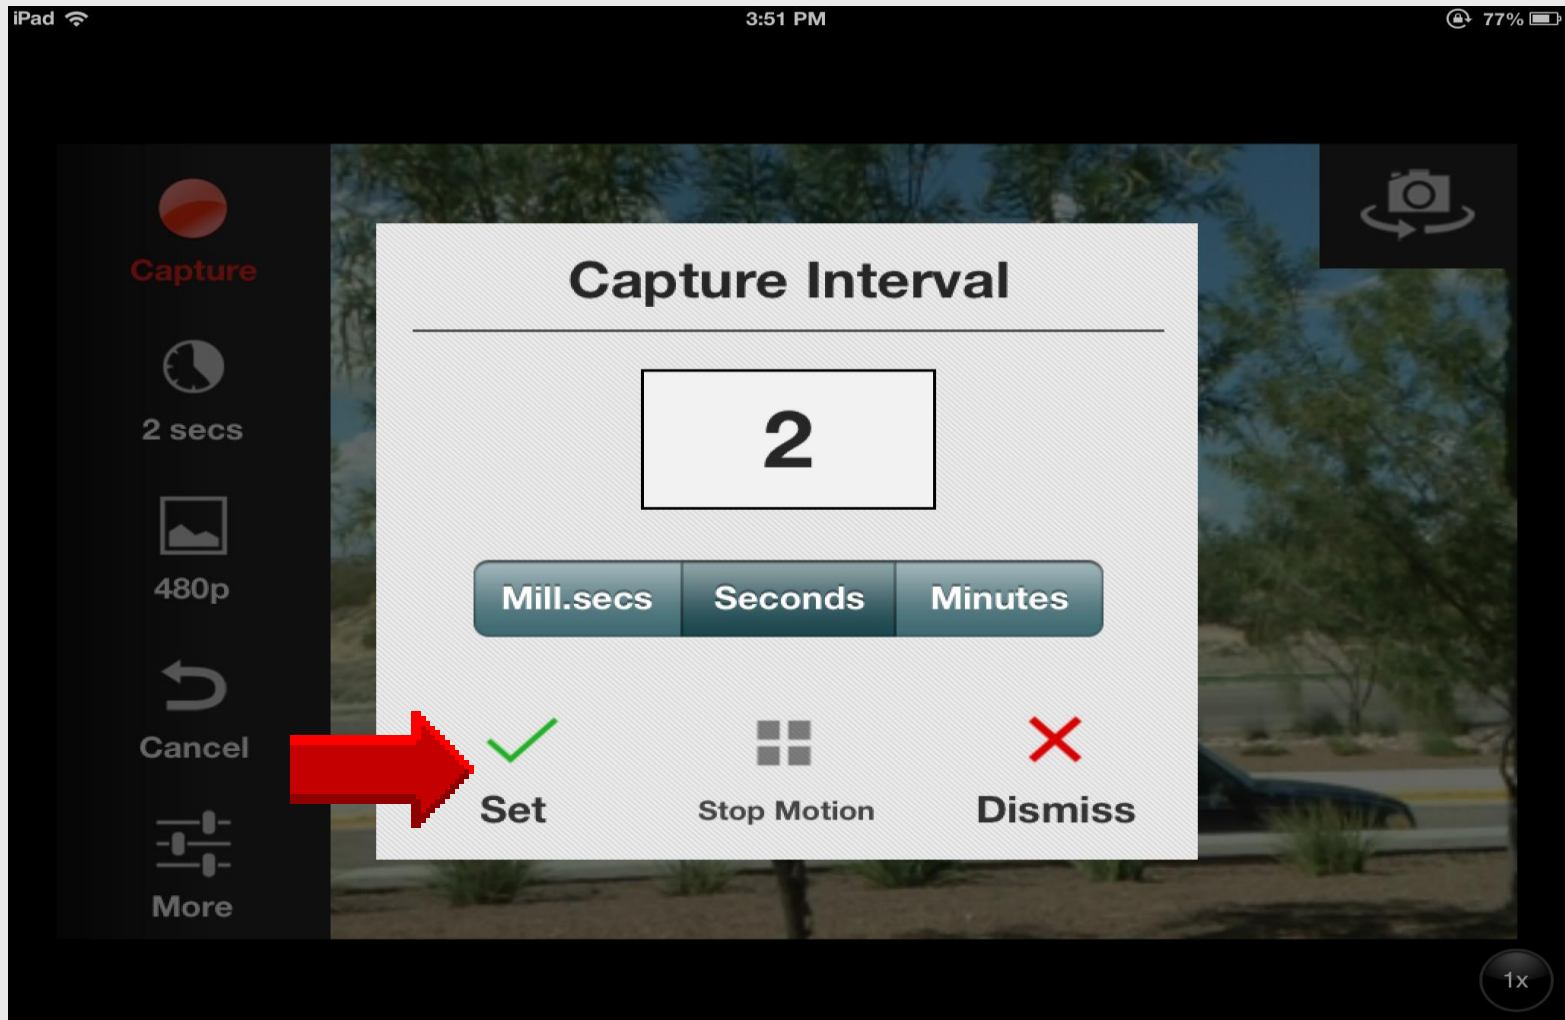 iPad 3:51 PM 77%
Capture
2 secs
480p
Cancel
More
Capture Interval
2
Mill.secs Seconds Minutes
Set Stop Motion Dismiss
1x